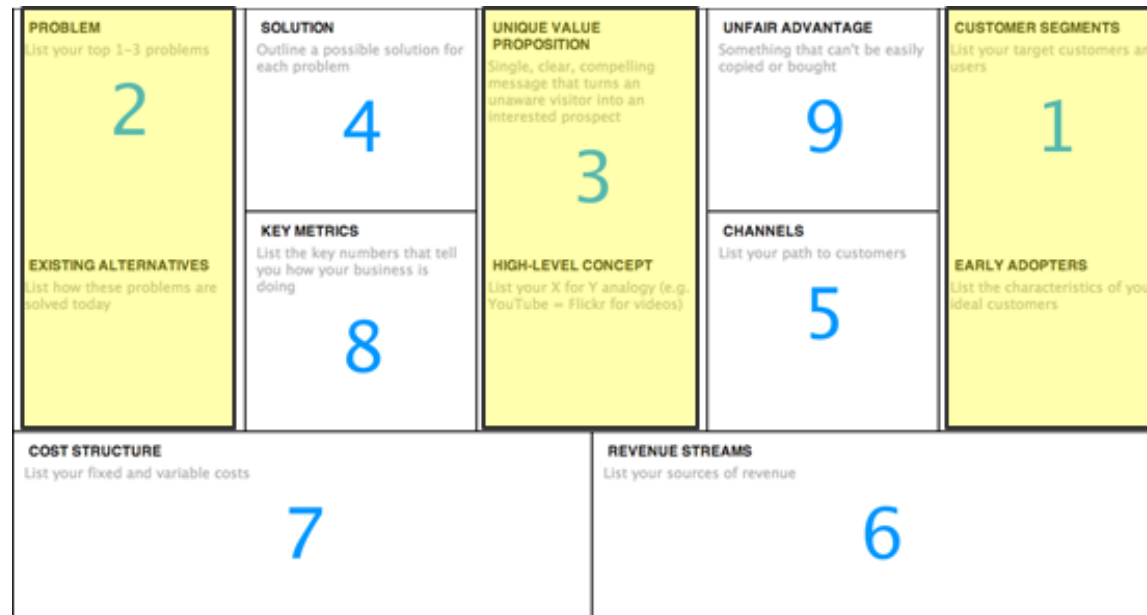 PROBLEM
List your top 1-3 problems
2
EXISTING ALTERNATIVES
List how these problems are
solved today
SOLUTION
Outline a possible solution for
each problem
4
KEY METRICS
List the key numbers that tell
you how your business is
doing
8
UNIQUE VALUE
PROPOSITION
Single, clear, compelling
message that turns an
unaware visitor into an
interested prospect
3
HIGH-LEVEL CONCEPT
List your X for Y analogy (e.g.
YouTube = Flickr for videos)
UNFAIR ADVANTAGE
Something that can't be easily
copied or bought
9
CHANNELS
List your path to customers
5
CUSTOMER SEGMENTS
List your target customers an
users
1
EARLY ADOPTERS
List the characteristics of you
ideal customers
COST STRUCTURE
List your fixed and variable costs
7
REVENUE STREAMS
List your sources of revenue
6